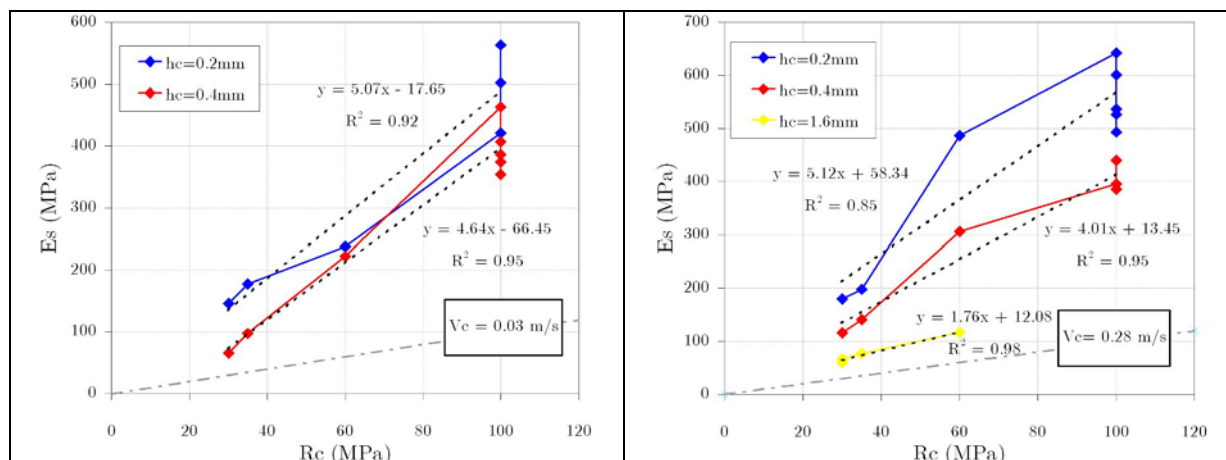 600
500
400
300
200
100
0
Es (MPa)
hc=0.2mm
hc=0.4mm
y = 5.07x - 17.65
R² = 0.92
y = 4.64x - 66.45
R² = 0.95
Vc = 0.03 m/s
0 20 40 60 80 100 120
Rc (MPa)
700
600
500
400
300
200
100
0
Es (MPa)
hc=0.2mm
hc=0.4mm
hc=1.6mm
y = 5.12x + 58.34
R² = 0.85
y = 4.01x + 13.45
R² = 0.95
y = 1.76x + 12.08
R² = 0.98
Vc= 0.28 m/s
0 20 40 60 80 100 120
Rc (MPa)